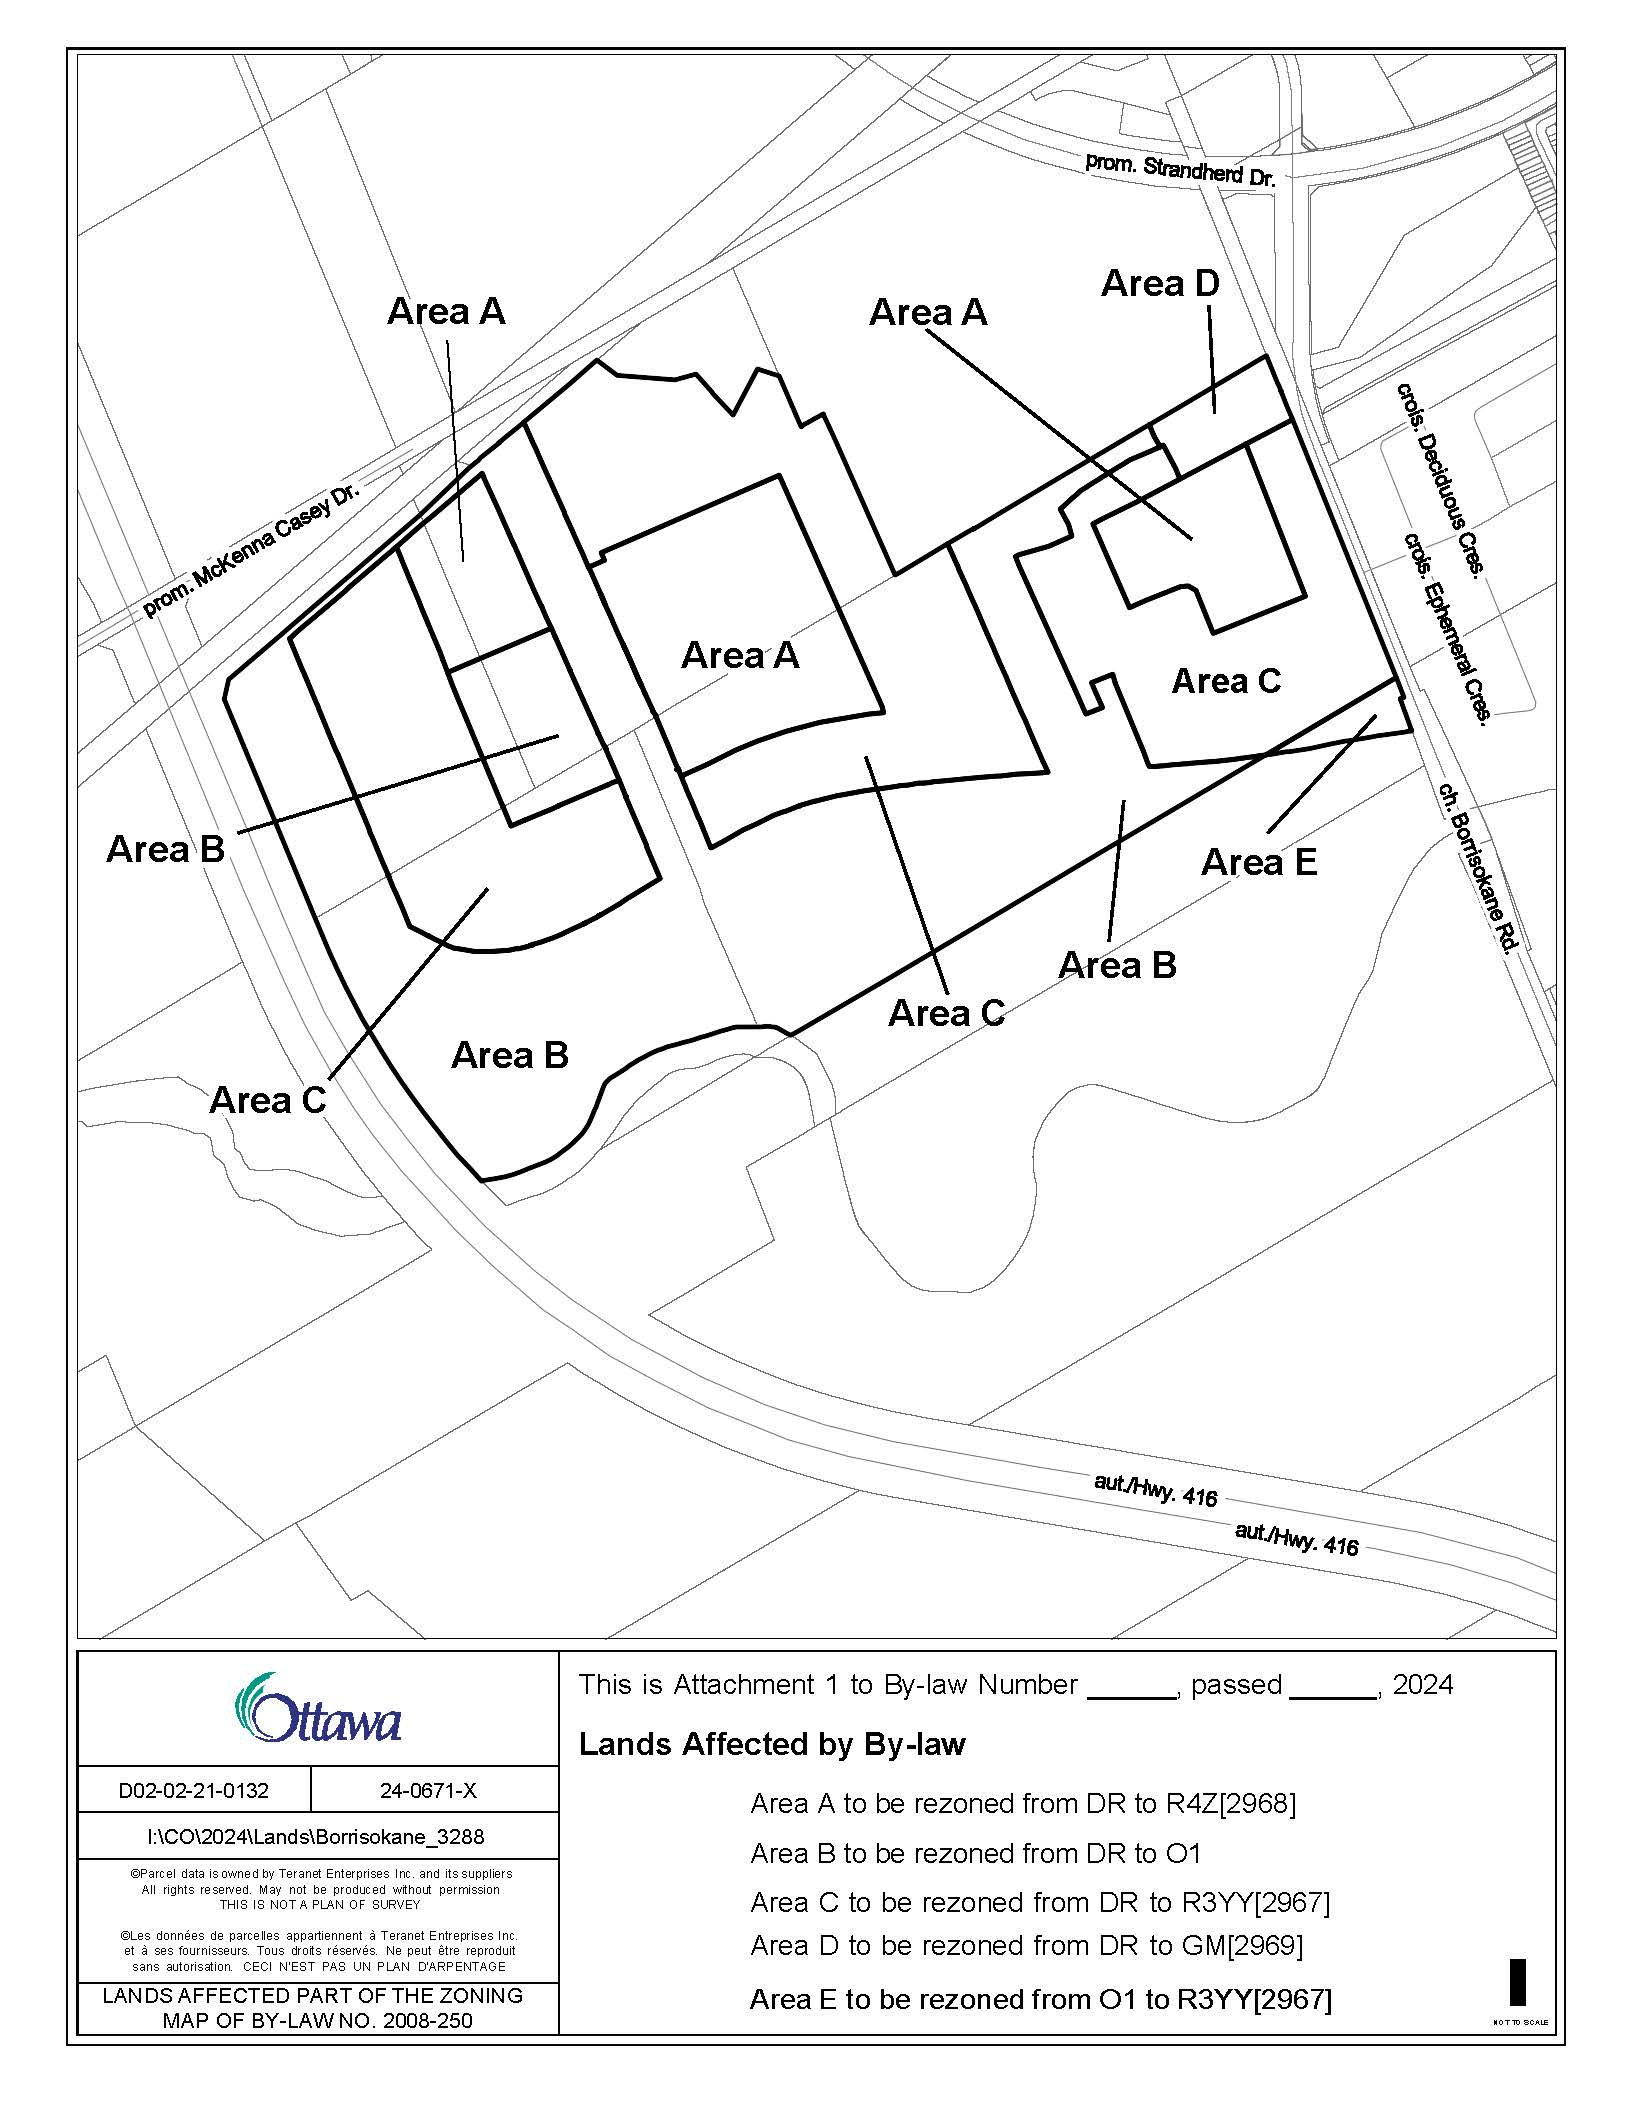 prom. Strandherd Dr.
Area D
Area A
Area A
crois. Deciduous Cres.
prom. McKenna Casey Dr.
crois. Ephemeral Cres.
Area A
Area C
ch. Borrisokane Rd.
Area B
Area E
Area B
Area C
Area B
Area C
aut./Hwy. 416
aut./Hwy. 416
Ottawa
D02-02-21-0132
24-0671-X
I:\CO\2024\Lands\Borrisokane_3288
©Parcel data is owned by Teranet Enterprises Inc. and its suppliers
All rights reserved. May not be produced without permission
THIS IS NOT A PLAN OF SURVEY
©Les données de parcelles appartiennent à Teranet Entreprises Inc.
et à ses fournisseurs. Tous droits réservés. Ne peut être reproduit
sans autorisation. CECI N'EST PAS UN PLAN D'ARPENTAGE
LANDS AFFECTED PART OF THE ZONING
MAP OF BY-LAW NO. 2008-250
This is Attachment 1 to By-law Number ______, passed ______, 2024
Lands Affected by By-law
Area A to be rezoned from DR to R4Z[2968]
Area B to be rezoned from DR to O1
Area C to be rezoned from DR to R3YY[2967]
Area D to be rezoned from DR to GM[2969]
Area E to be rezoned from O1 to R3YY[2967]
NOT TO SCALE